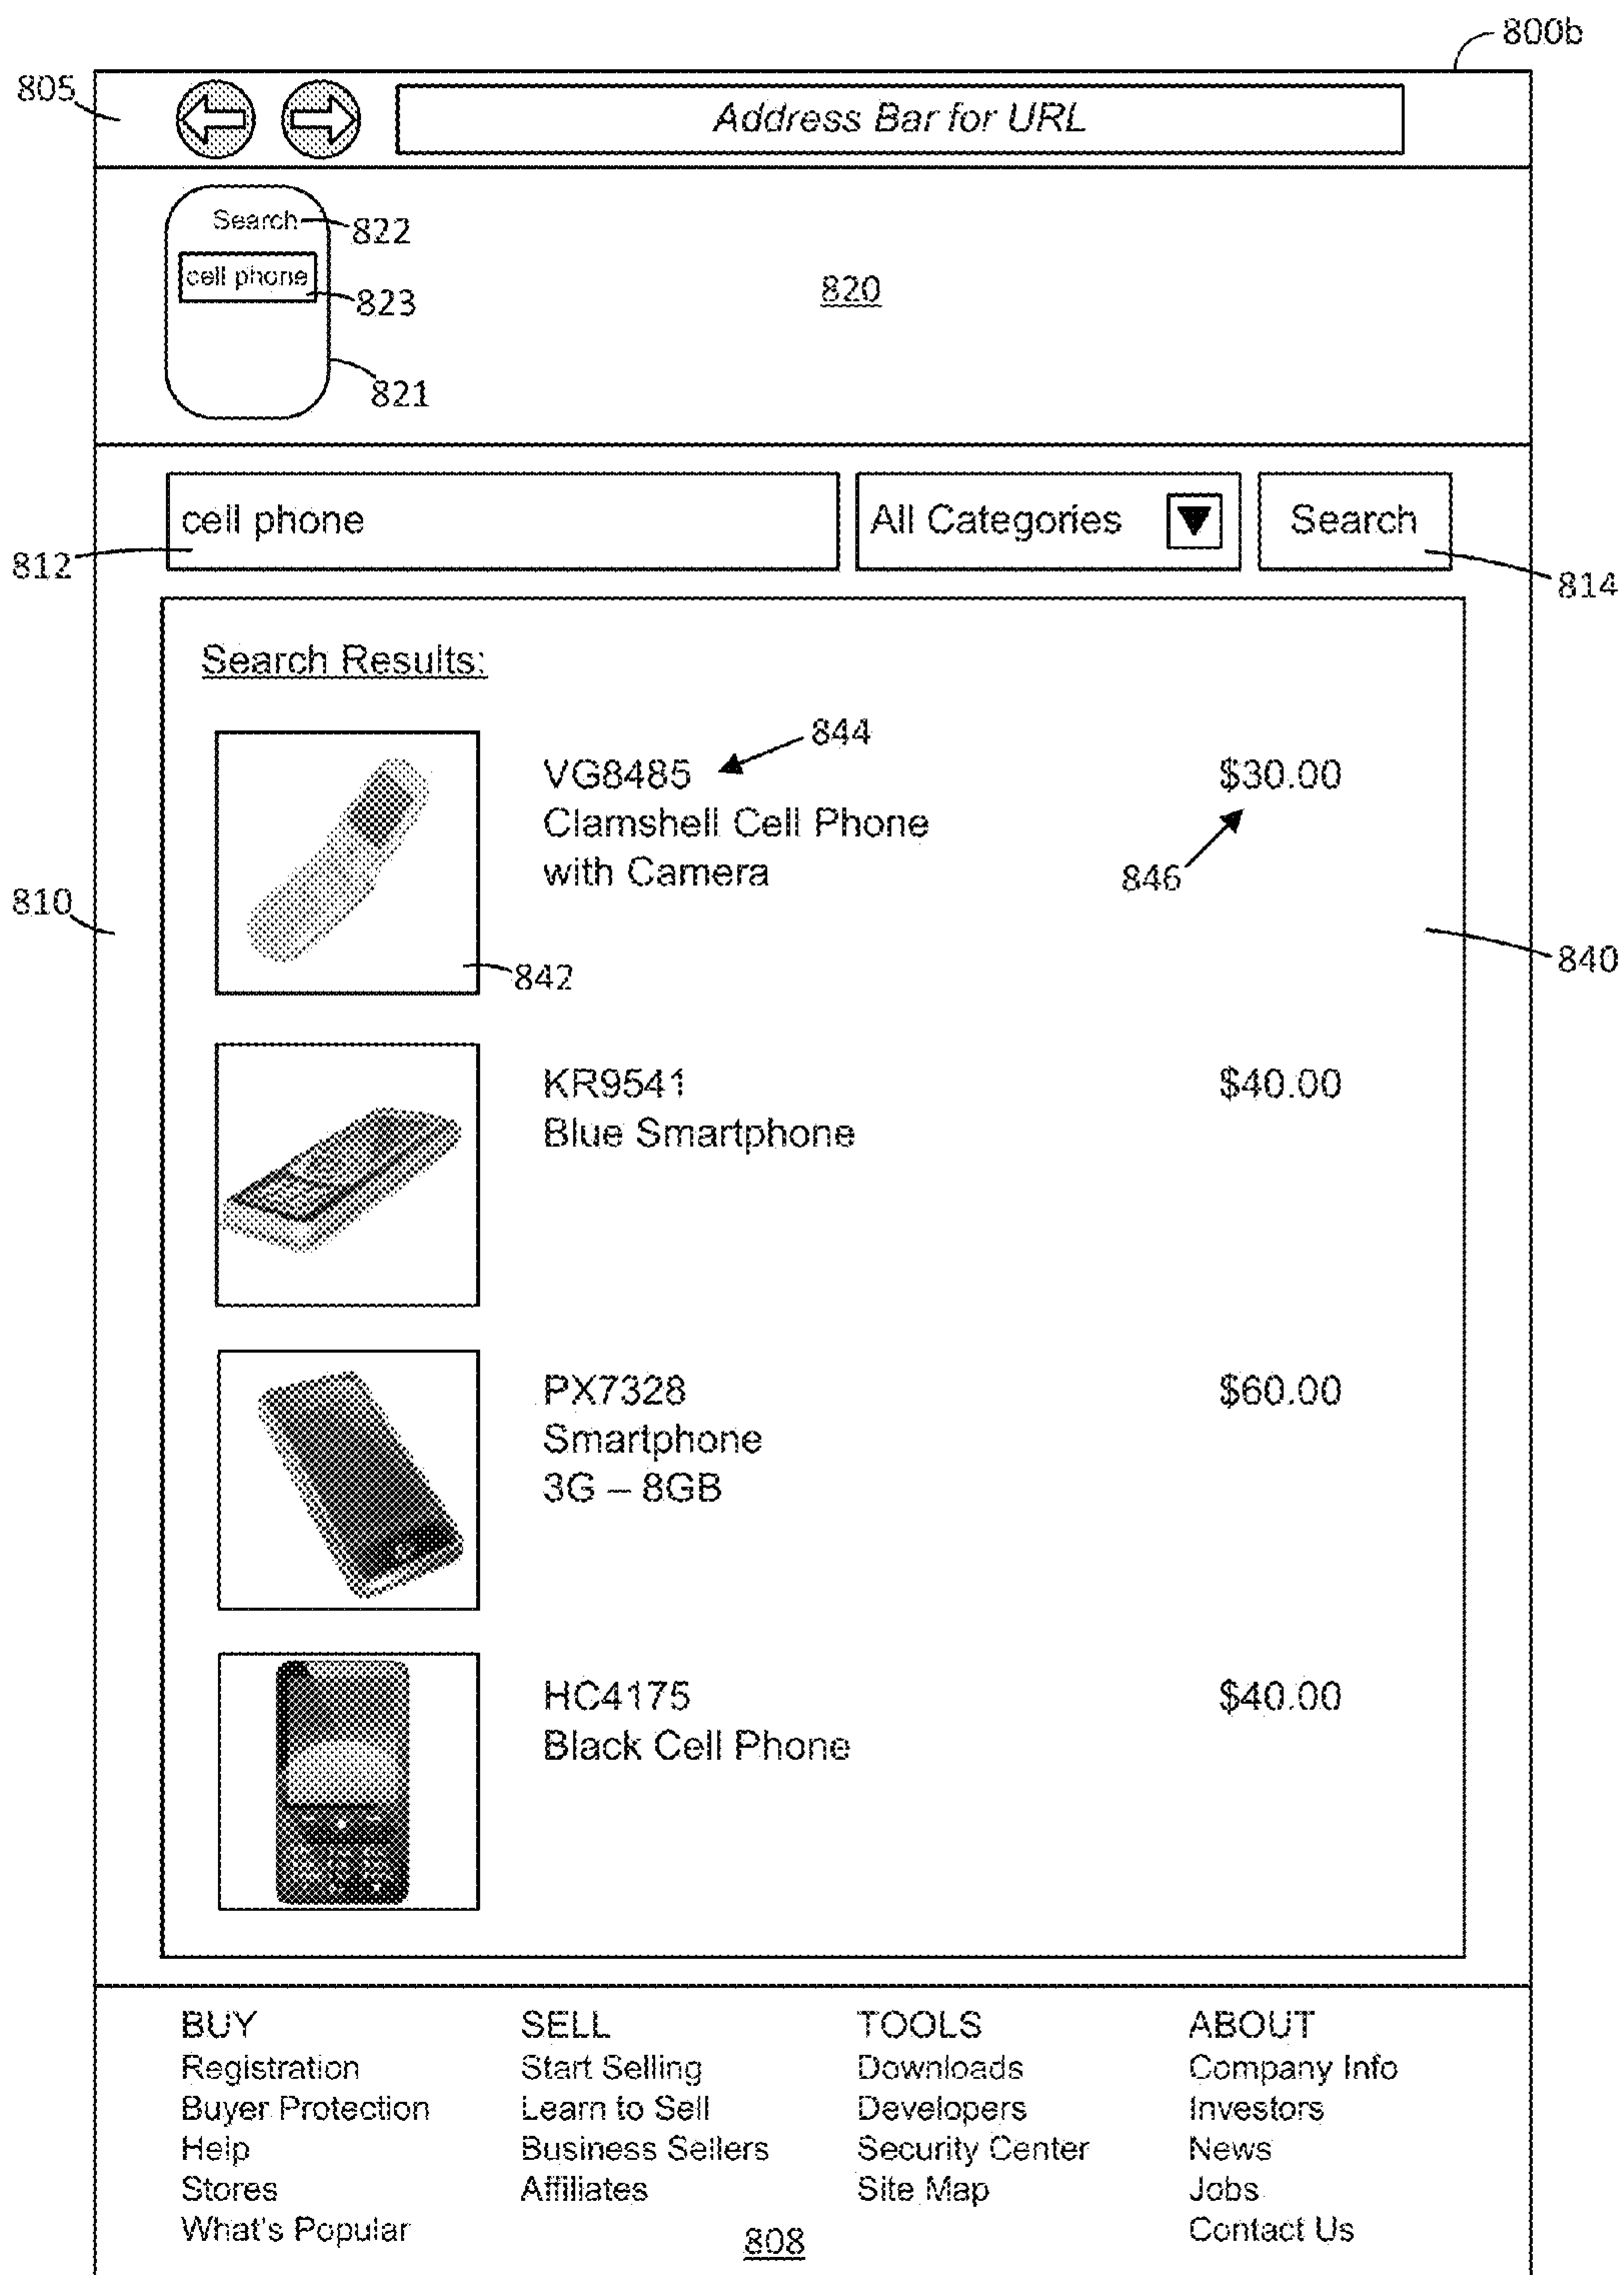 800b
805
Address Bar for URL
Search
822
cell phone
823
820
821
cell phone
All Categories
Search
812
814
Search Results:
844
VG8485
$30.00
Clamshell Cell Phone
with Camera
846
810
842
840
KR9541
$40.00
Blue Smartphone
PX7328
$60.00
Smartphone
3G – 8GB
HC4175
$40.00
Black Cell Phone
BUY
Registration
Buyer Protection
Help
Stores
What's Popular
SELL
Start Selling
Learn to Sell
Business Sellers
Affiliates
TOOLS
Downloads
Developers
Security Center
Site Map
ABOUT
Company Info
Investors
News
Jobs
Contact Us
808